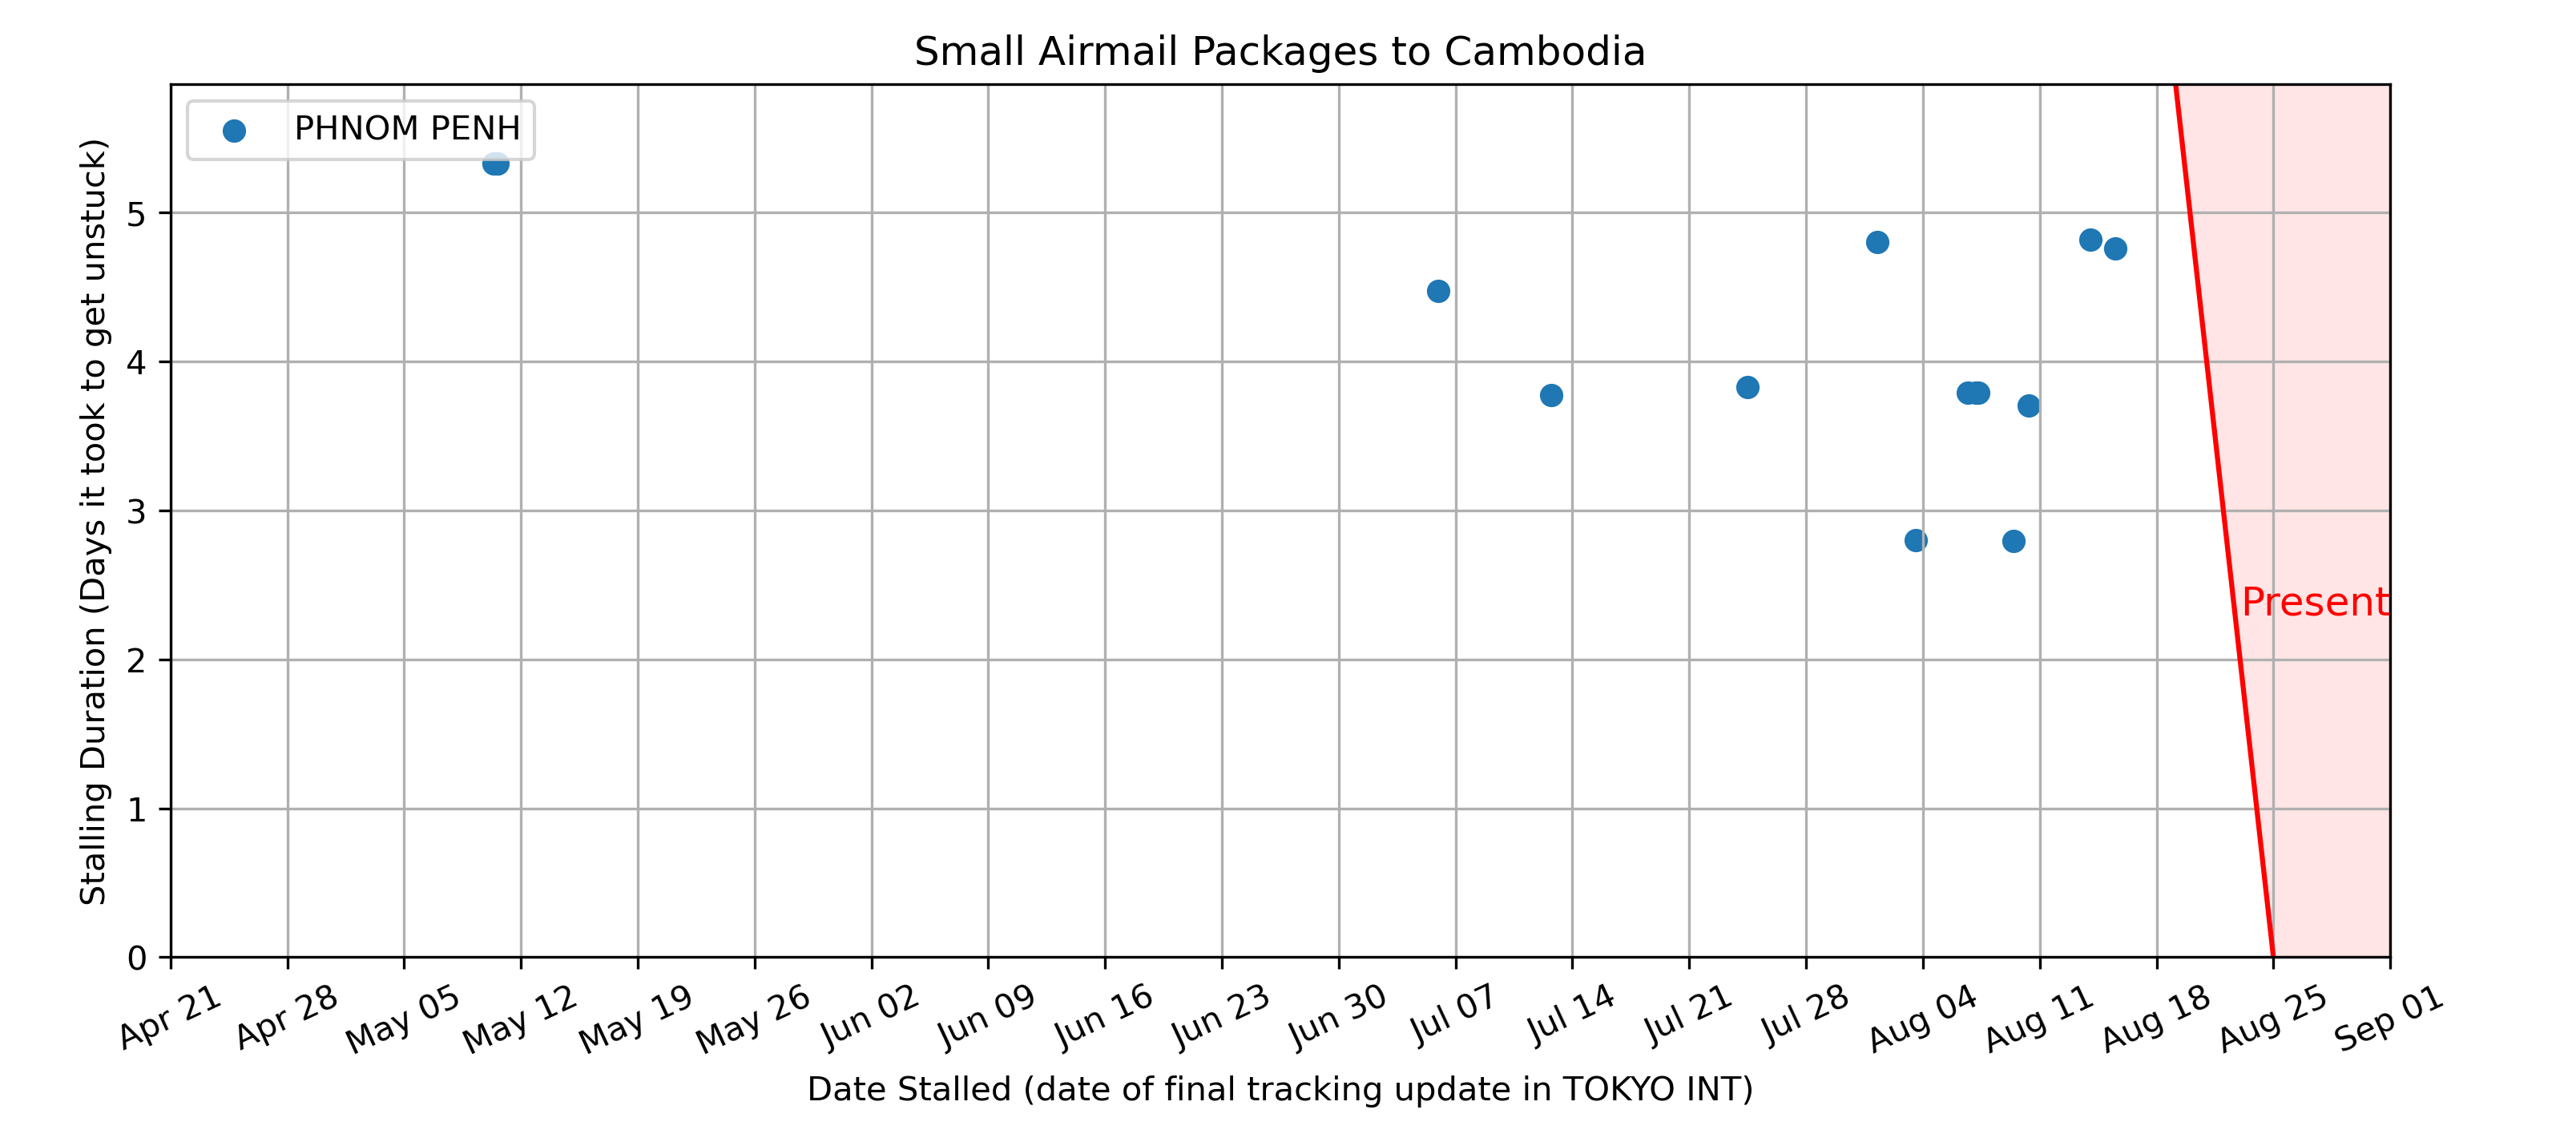 Small Airmail Packages to Cambodia
PHNOM PENH
Stalling Duration (Days it took to get unstuck)
5
4
3
2
1
0
Present
Apr 21
Apr 28
May 05
May 12
May 19
May 26
Jun 02
Jun 09
Jun 16
Jun 23
Jun 30
Jul 07
Jul 14
Jul 21
Jul 28
Aug 04
Aug 11
Aug 18
Aug 25
Sep 01
Date Stalled (date of final tracking update in TOKYO INT)